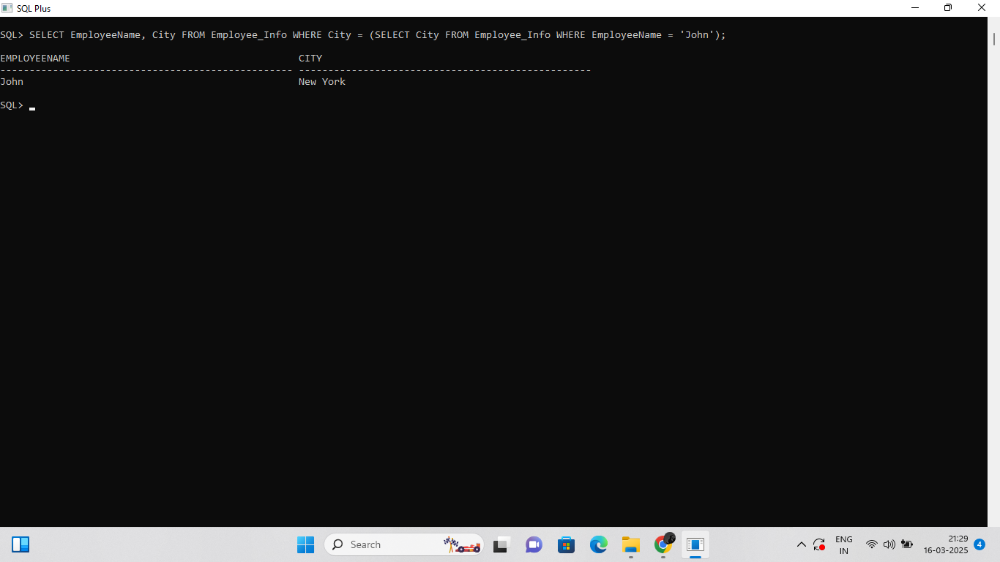 SQL Plus
SQL> SELECT EmployeeName, City FROM Employee_Info WHERE City = (SELECT City FROM Employee_Info WHERE EmployeeName = 'John');
EMPLOYEENAME CITY
-------------------------------------------------- --------------------------------------------------
John New York
SQL>
Search
ENG
IN
21:29
16-03-2025
4